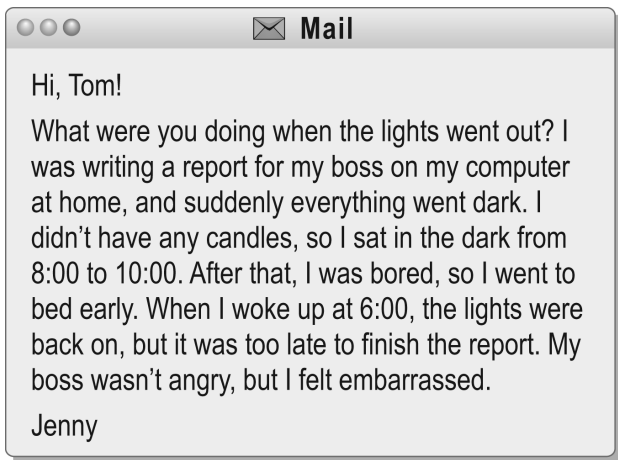 Mail
Hi, Tom!
What were you doing when the lights went out? I
was writing a report for my boss on my computer
at home, and suddenly everything went dark. I
didn’t have any candles, so I sat in the dark from
8:00 to 10:00. After that, I was bored, so I went to
bed early. When I woke up at 6:00, the lights were
back on, but it was too late to finish the report. My
boss wasn’t angry, but I felt embarrassed.
Jenny